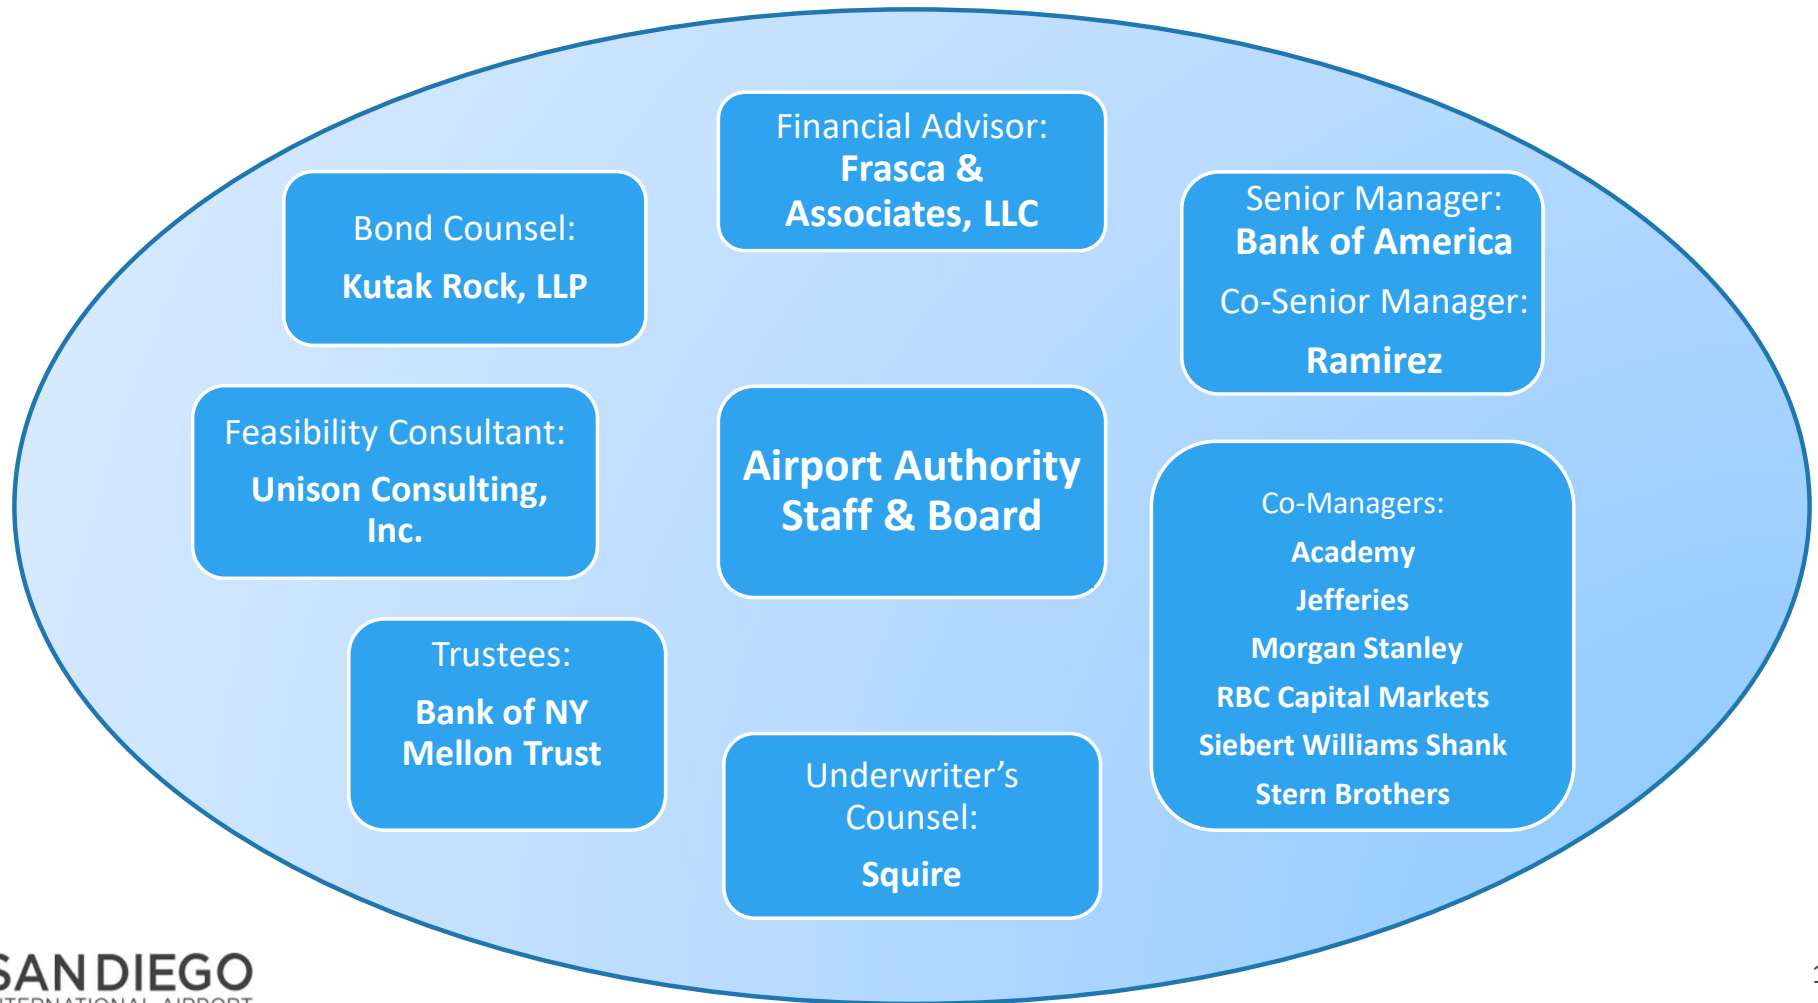 Financial Advisor:
Frasca &
Associates, LLC
Bond Counsel:
Kutak Rock, LLP
Senior Manager:
Bank of America
Co-Senior Manager:
Ramirez
Feasibility Consultant:
Unison Consulting,
Inc.
Airport Authority
Staff & Board
Co-Managers:
Academy
Jefferies
Morgan Stanley
RBC Capital Markets
Siebert Williams Shank
Stern Brothers
Trustees:
Bank of NY
Mellon Trust
Underwriter’s
Counsel:
Squire
SAN DIEGO
INTERNATIONAL AIRPORT